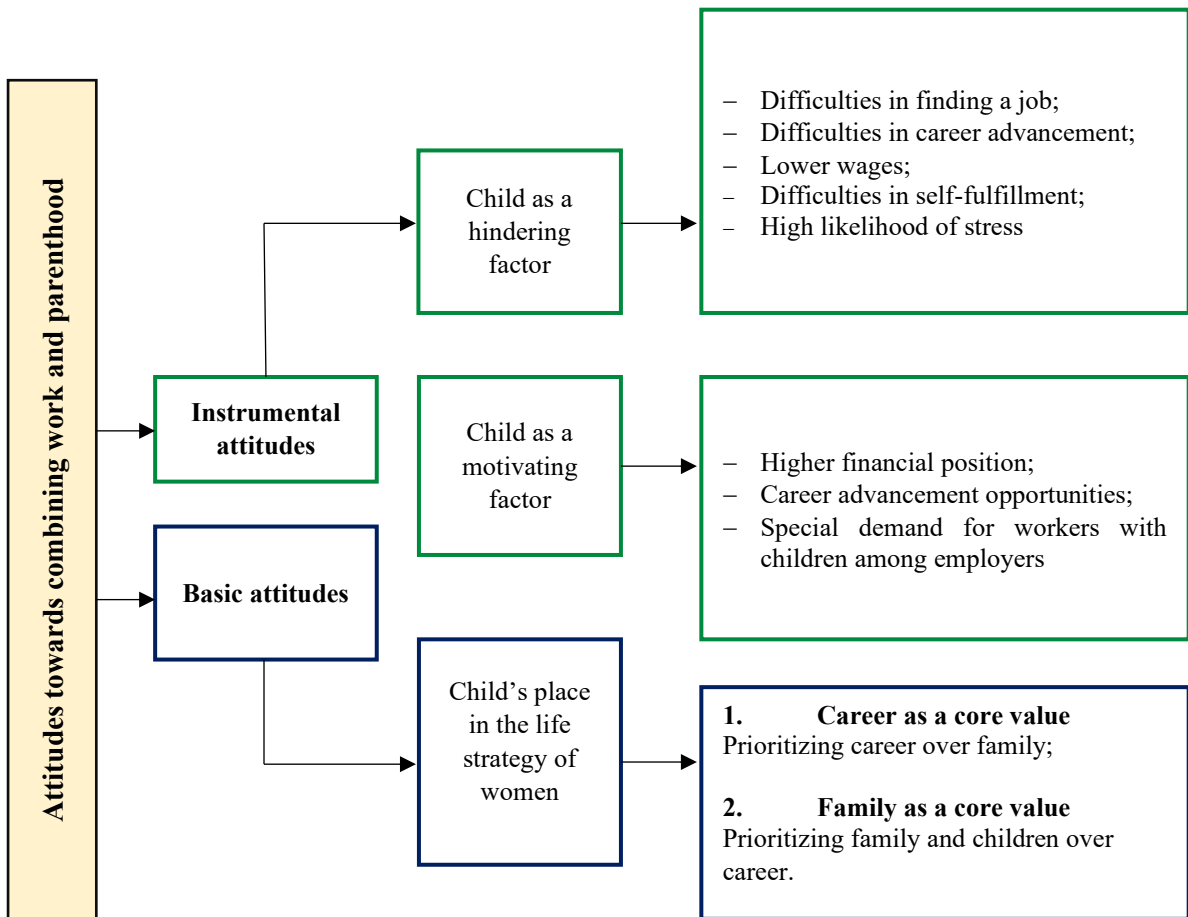 Attitudes towards combining work and parenthood
Instrumental
attitudes
Basic attitudes
Child as a
hindering
factor
Child as a
motivating
factor
Child’s place
in the life
strategy of
women
− Difficulties in finding a job;
− Difficulties in career advancement;
− Lower wages;
− Difficulties in self-fulfillment;
− High likelihood of stress
− Higher financial position;
− Career advancement opportunities;
− Special demand for workers with
children among employers
1. Career as a core value
Prioritizing career over family;
2. Family as a core value
Prioritizing family and children over
career.